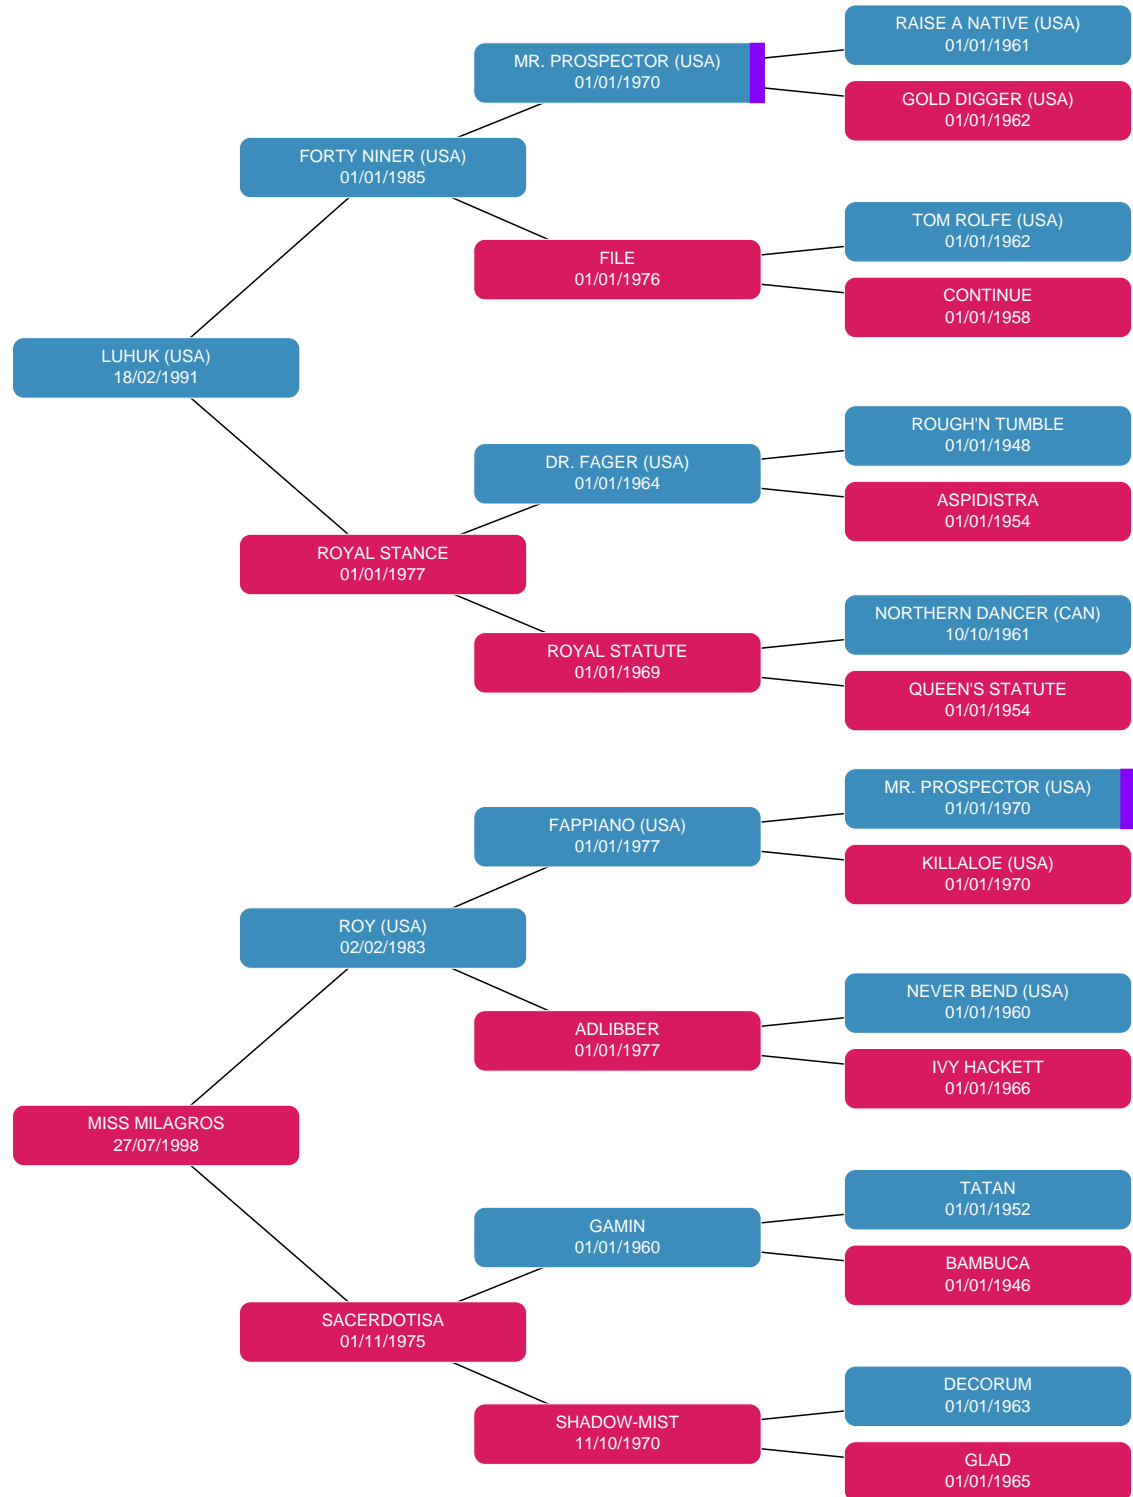 RAISE A NATIVE (USA)
01/01/1961
MR. PROSPECTOR (USA)
01/01/1970
GOLD DIGGER (USA)
01/01/1962
FORTY NINER (USA)
01/01/1985
TOM ROLFE (USA)
01/01/1962
FILE
01/01/1976
CONTINUE
01/01/1958
LUHUK (USA)
18/02/1991
ROUGH'N TUMBLE
01/01/1948
DR. FAGER (USA)
01/01/1964
ASPIDISTRA
01/01/1954
ROYAL STANCE
01/01/1977
NORTHERN DANCER (CAN)
10/10/1961
ROYAL STATUTE
01/01/1969
QUEEN'S STATUTE
01/01/1954
MR. PROSPECTOR (USA)
01/01/1970
FAPPIANO (USA)
01/01/1977
KILLALOE (USA)
01/01/1970
ROY (USA)
02/02/1983
NEVER BEND (USA)
01/01/1960
ADLIBBER
01/01/1977
IVY HACKETT
01/01/1966
MISS MILAGROS
27/07/1998
TATAN
01/01/1952
GAMIN
01/01/1960
BAMBUCA
01/01/1946
SACERDOTISA
01/11/1975
DECORUM
01/01/1963
SHADOW-MIST
11/10/1970
GLAD
01/01/1965